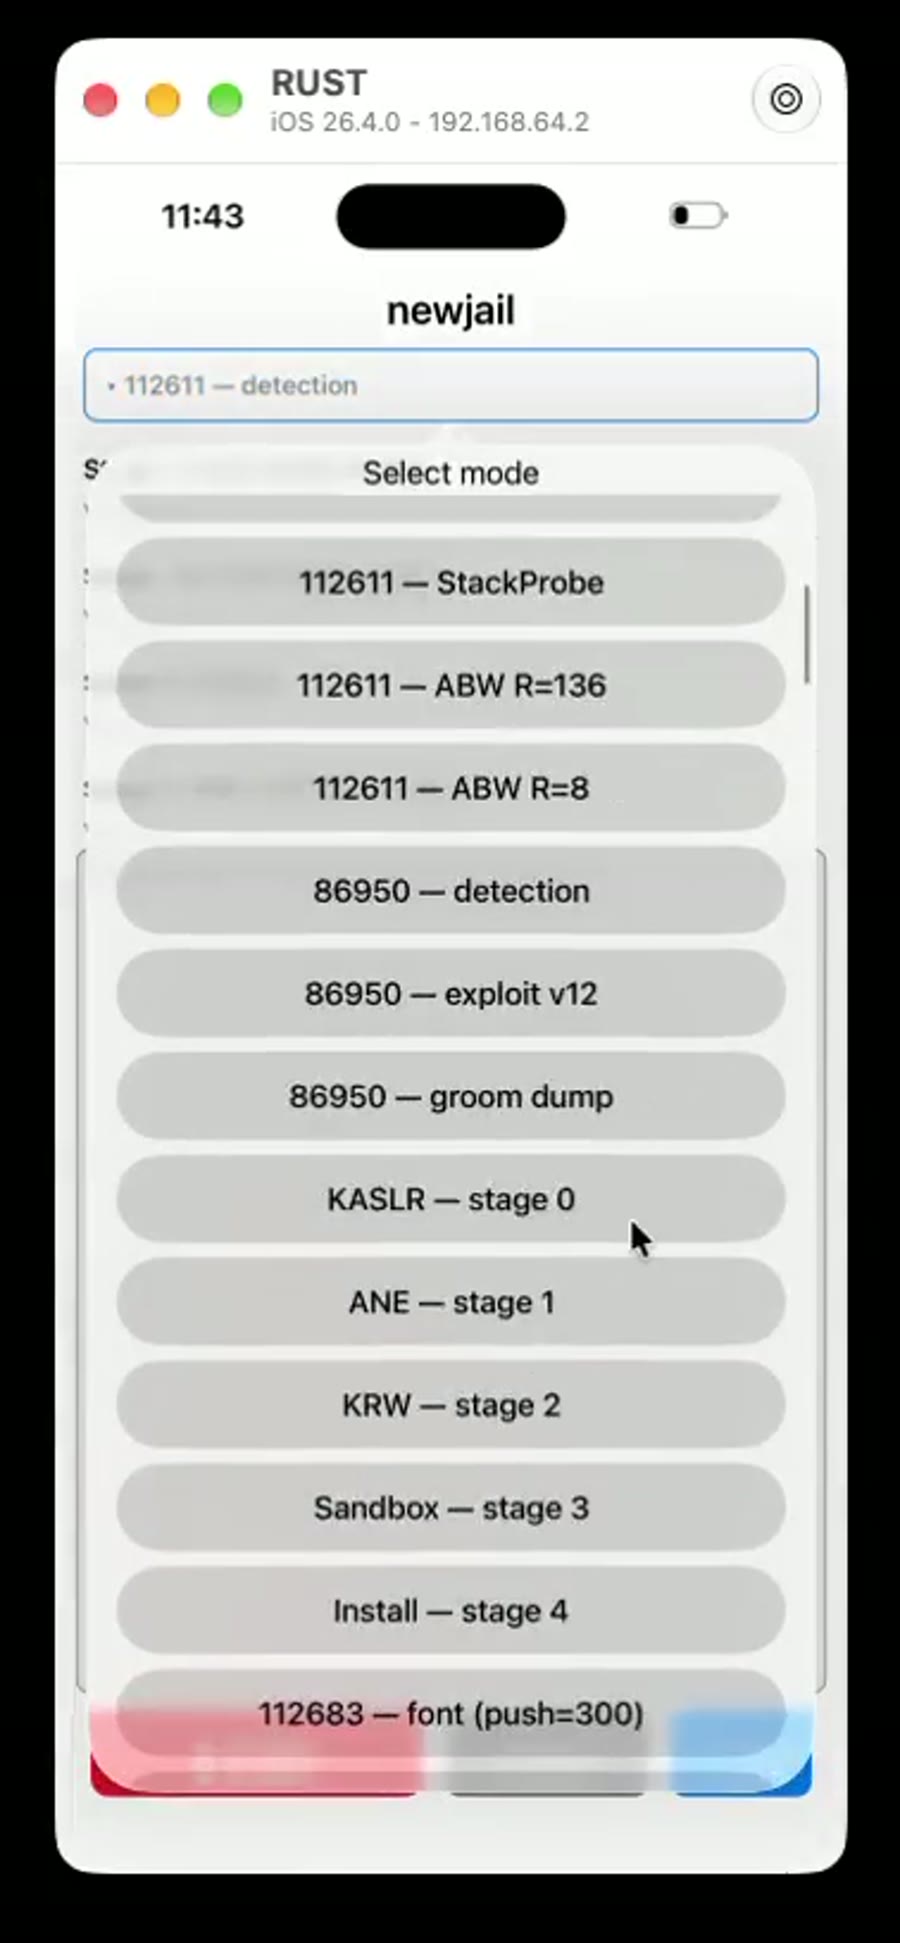 RUST
iOS 26.4.0 - 192.168.64.2
11:43
newjail
• 112611 — detection
Select mode
112611 — StackProbe
112611 — ABW R=136
112611 — ABW R=8
86950 — detection
86950 — exploit v12
86950 — groom dump
KASLR — stage 0
ANE — stage 1
KRW — stage 2
Sandbox — stage 3
Install — stage 4
112683 — font (push=300)